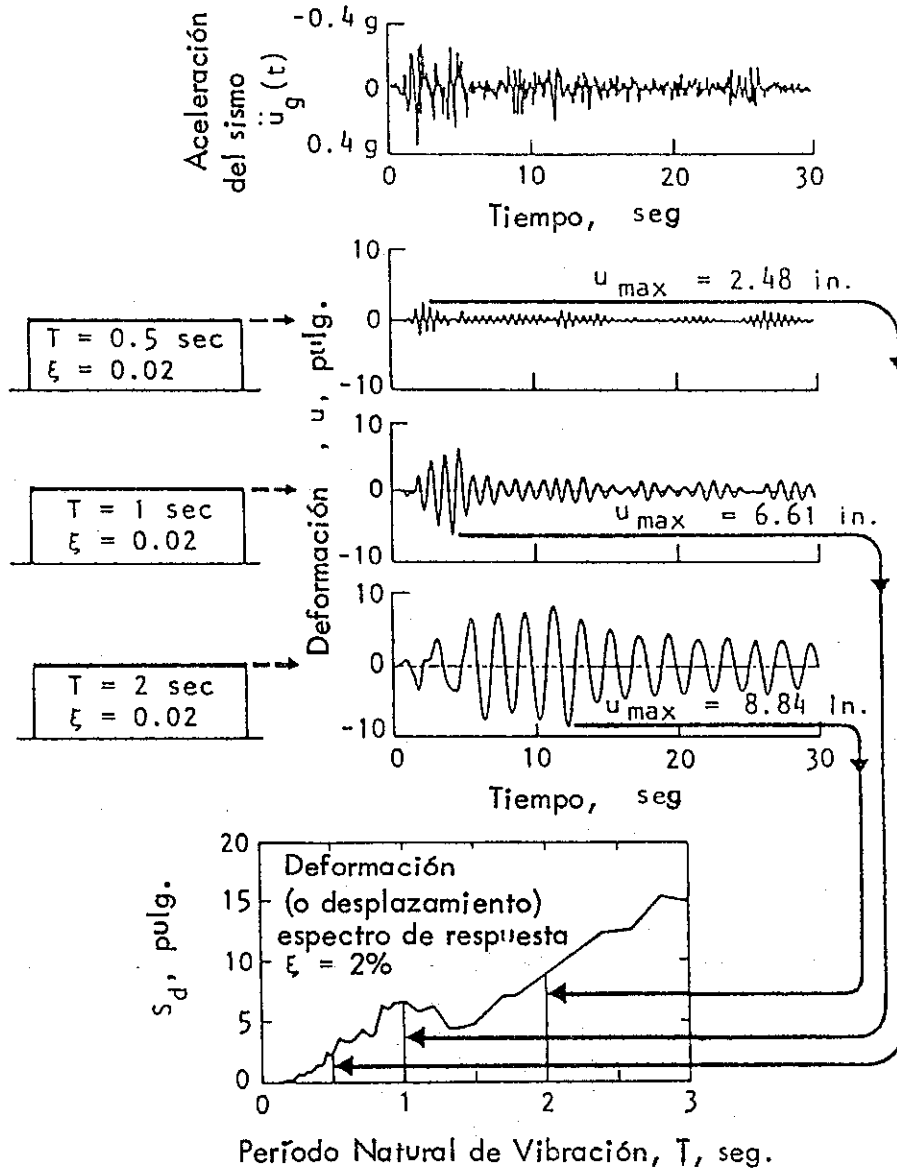 Aceleración
del sismo
ü_g(t)
-0.4 g
0
0.4 g
0 10 20 30
Tiempo, seg
Deformación , u, pulg.
10
0
-10
u max = 2.48 in.
T = 0.5 sec
ξ = 0.02
10
0
-10
u max = 6.61 in.
T = 1 sec
ξ = 0.02
10
0
-10
u max = 8.84 in.
T = 2 sec
ξ = 0.02
0 10 20 30
Tiempo, seg
S_d, pulg.
20
15
10
5
0
Deformación
(o desplazamiento)
espectro de respuesta
ξ = 2%
0 1 2 3
Período Natural de Vibración, T, seg.